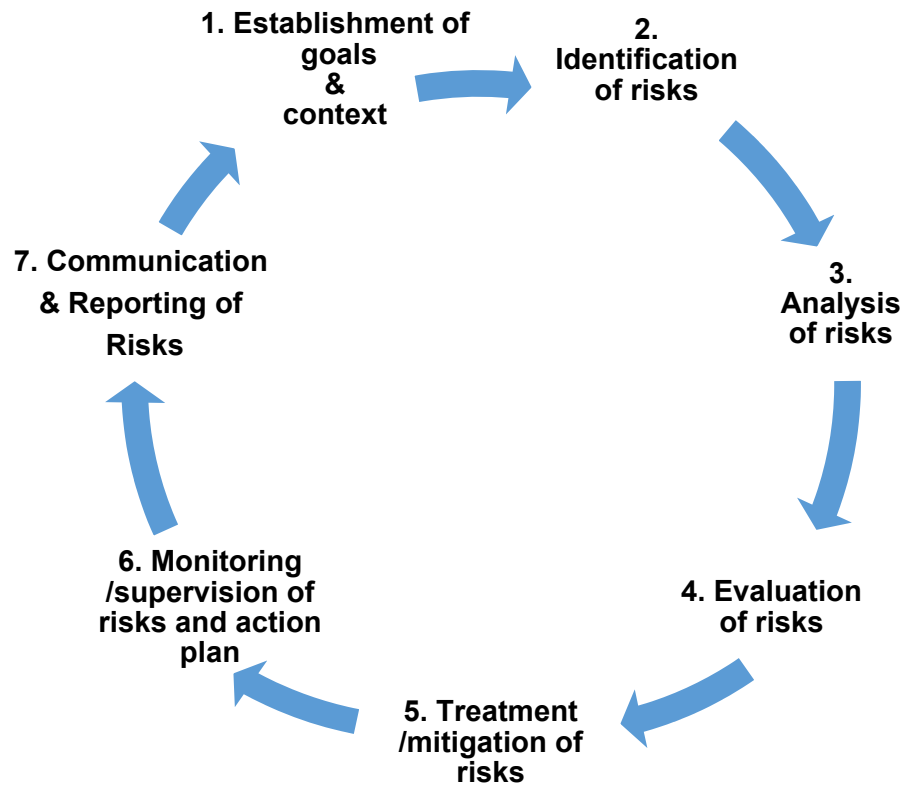 1. Establishment of
goals
&
context
2.
Identification
of risks
3.
Analysis
of risks
4. Evaluation
of risks
5. Treatment
/mitigation of
risks
6. Monitoring
/supervision of
risks and action
plan
7. Communication
& Reporting of
Risks